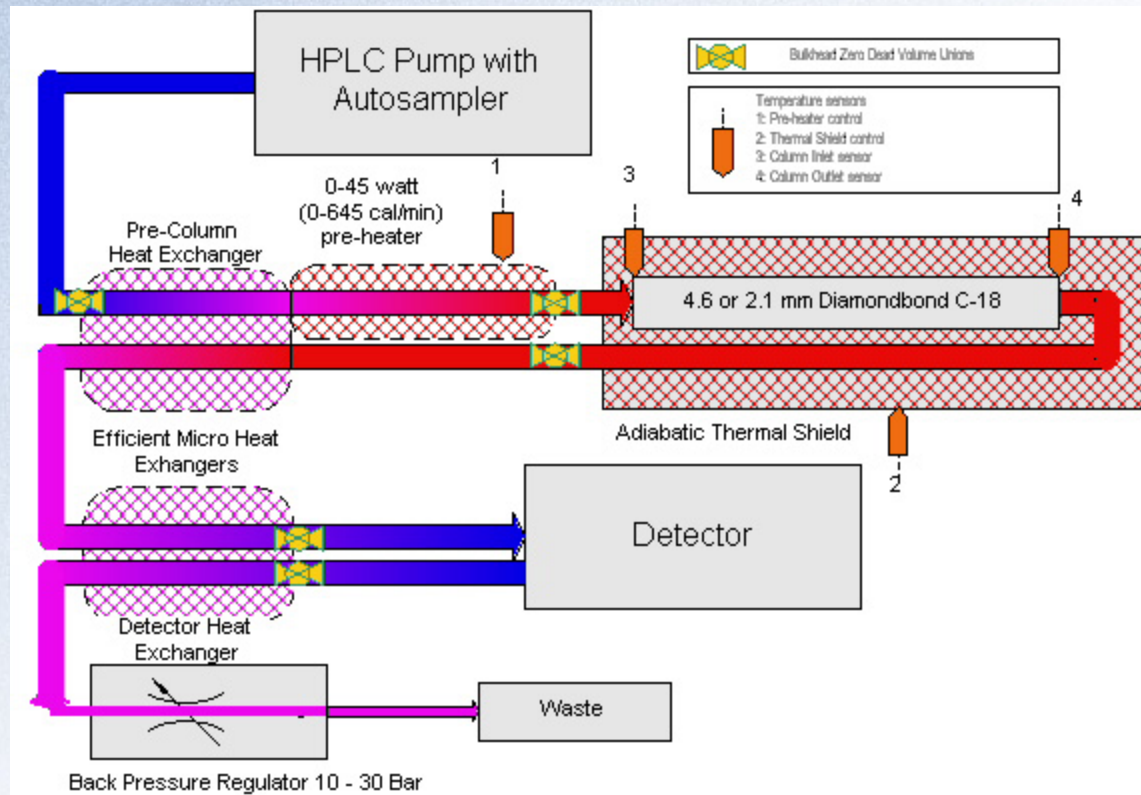 HPLC Pump with
Autosampler
Bulkhead Zero Dead Volume Unions
Temperature sensors
1: Pre-heater control
2: Thermal Shield control
3: Column Inlet sensor
4: Column Outlet sensor
1
0-45 watt
(0-645 cal/min)
pre-heater
3
4
Pre-Column
Heat Exchanger
4.6 or 2.1 mm Diamondbond C-18
Efficient Micro Heat
Exhangers
Adiabatic Thermal Shield
2
Detector
Detector Heat
Exchanger
Waste
Back Pressure Regulator 10 - 30 Bar